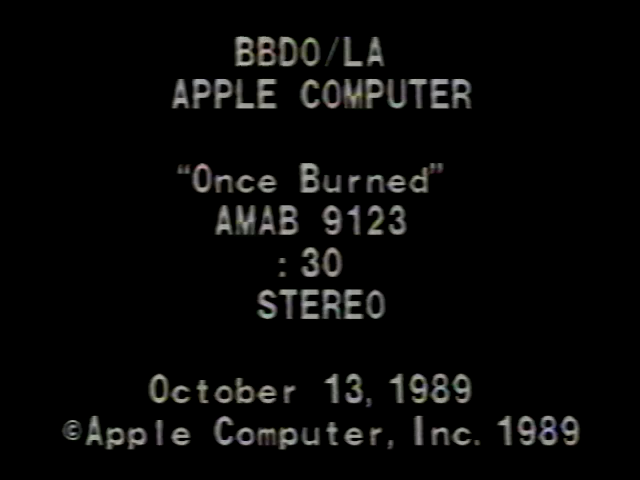 BBDO/LA
APPLE COMPUTER
“Once Burned”
AMAB 9123
:30
STEREO
October 13, 1989
©Apple Computer, Inc. 1989